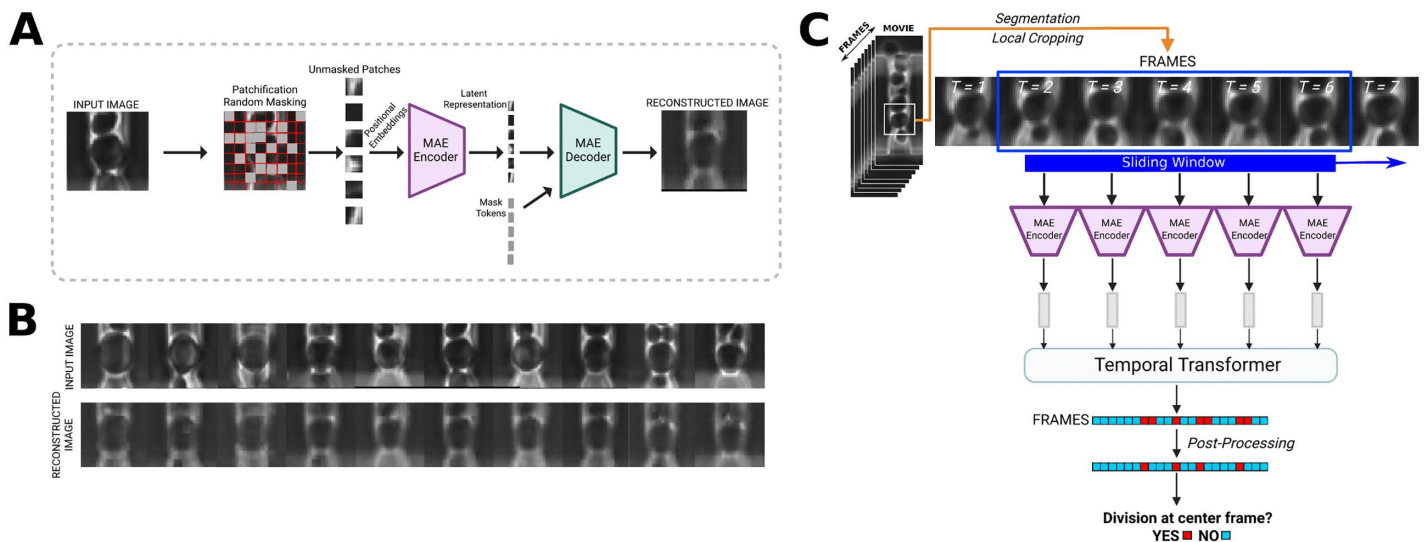 A
INPUT IMAGE
Patchification
Random Masking
Unmasked Patches
Positional
Embeddings
MAE
Encoder
Latent
Representation
Mask
Tokens
MAE
Decoder
RECONSTRUCTED IMAGE
B
INPUT IMAGE
RECONSTRUCTED
IMAGE
C
FRAMES
MOVIE
Segmentation
Local Cropping
FRAMES
T = 1
T = 2
T = 3
T = 4
T = 5
T = 6
T = 7
Sliding Window
MAE
Encoder
MAE
Encoder
MAE
Encoder
MAE
Encoder
MAE
Encoder
Temporal Transformer
FRAMES
Post-Processing
Division at center frame?
YES NO